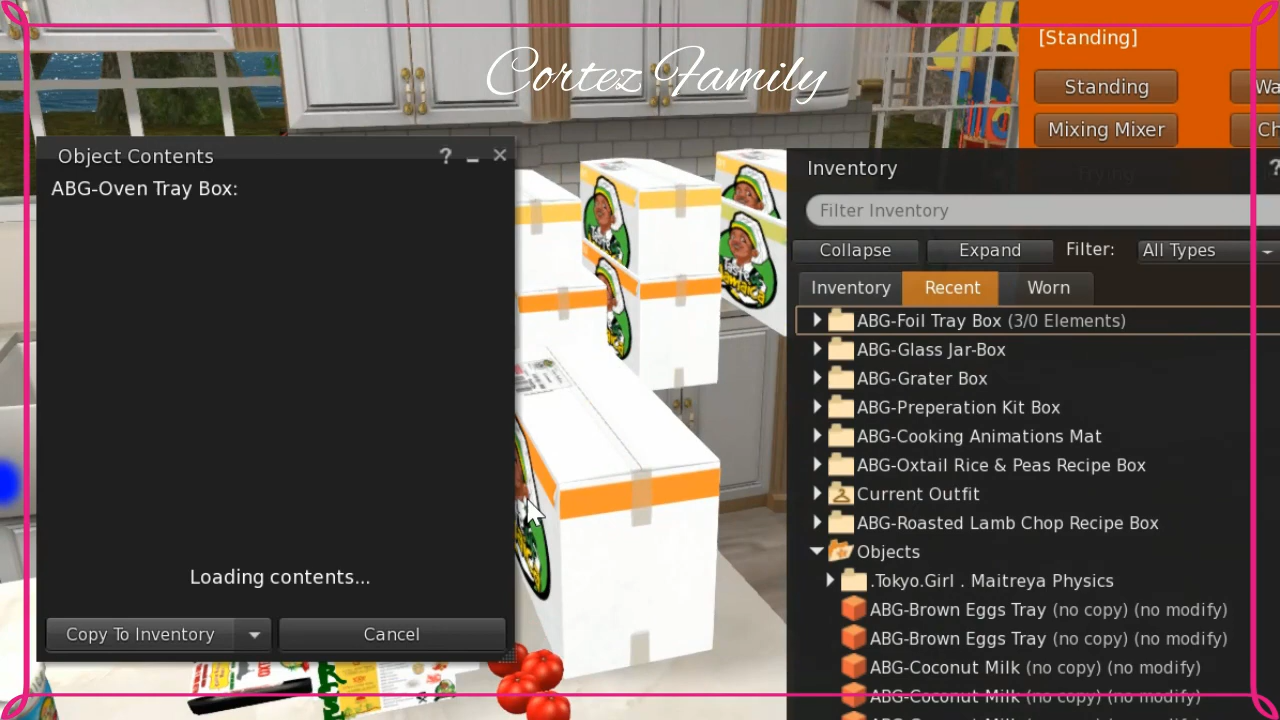 Cortez Family
[Standing]
Standing
Wa
Mixing Mixer
Ch
Object Contents
ABG-Oven Tray Box:
Loading contents...
Copy To Inventory
Cancel
Inventory
Filter Inventory
Collapse
Expand
Filter:
All Types
Inventory
Recent
Worn
ABG-Foil Tray Box (3/0 Elements)
ABG-Glass Jar-Box
ABG-Grater Box
ABG-Preperation Kit Box
ABG-Cooking Animations Mat
ABG-Oxtail Rice & Peas Recipe Box
Current Outfit
ABG-Roasted Lamb Chop Recipe Box
Objects
.Tokyo.Girl . Maitreya Physics
ABG-Brown Eggs Tray (no copy) (no modify)
ABG-Brown Eggs Tray (no copy) (no modify)
ABG-Coconut Milk (no copy) (no modify)
ABG-Coconut Milk (no copy) (no modify)